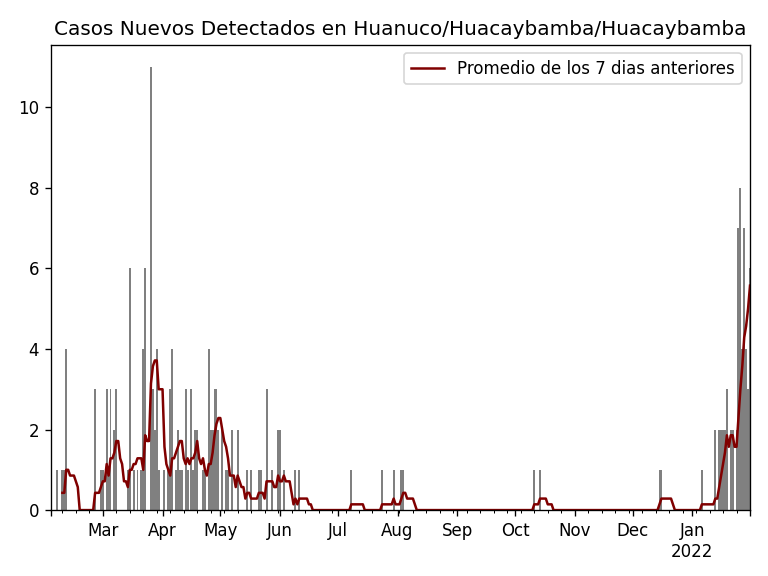 Casos Nuevos Detectados en Huanuco/Huacaybamba/Huacaybamba
Promedio de los 7 dias anteriores
10
8
6
4
2
0
Mar Apr May Jun Jul Aug Sep Oct Nov Dec Jan
2022